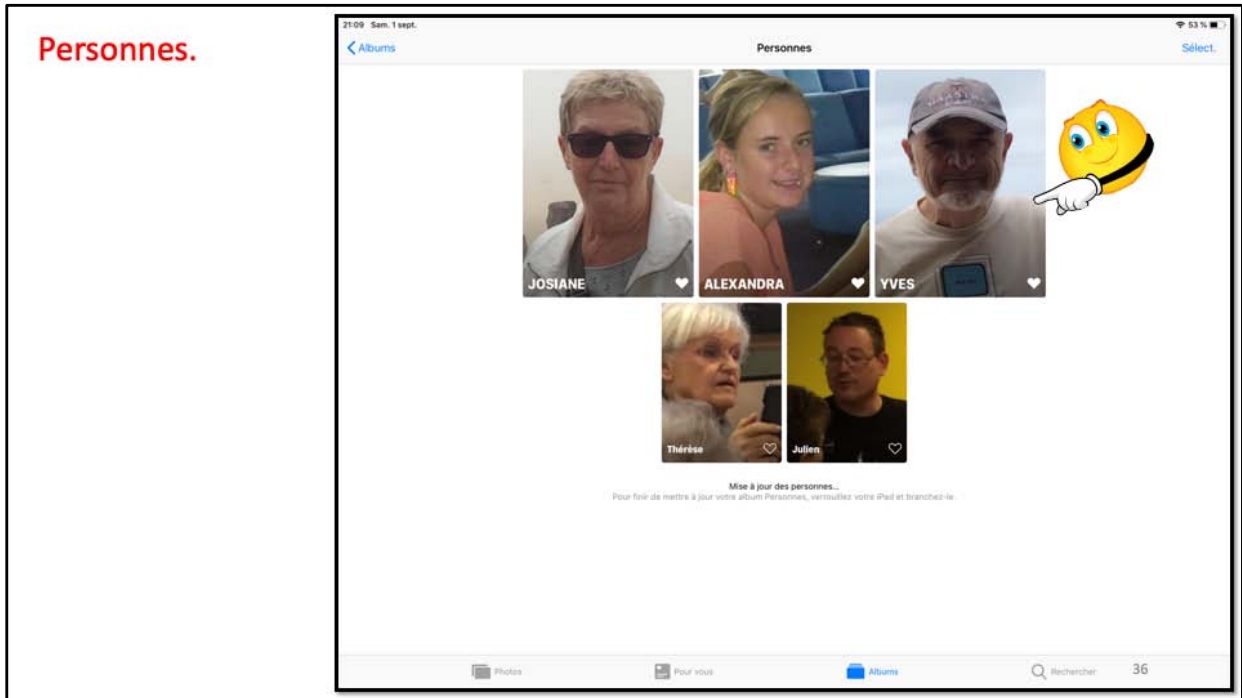 Personnes.
21:09 Sam. 1 sept.
53 %
Albums
Personnes
Sélect.
JOSIANE
ALEXANDRA
YVES
Thérèse
Julien
Mise à jour des personnes...
Pour finir de mettre à jour votre album Personnes, verrouillez votre iPad et branchez-le.
Photos
Pour vous
Albums
Rechercher
36